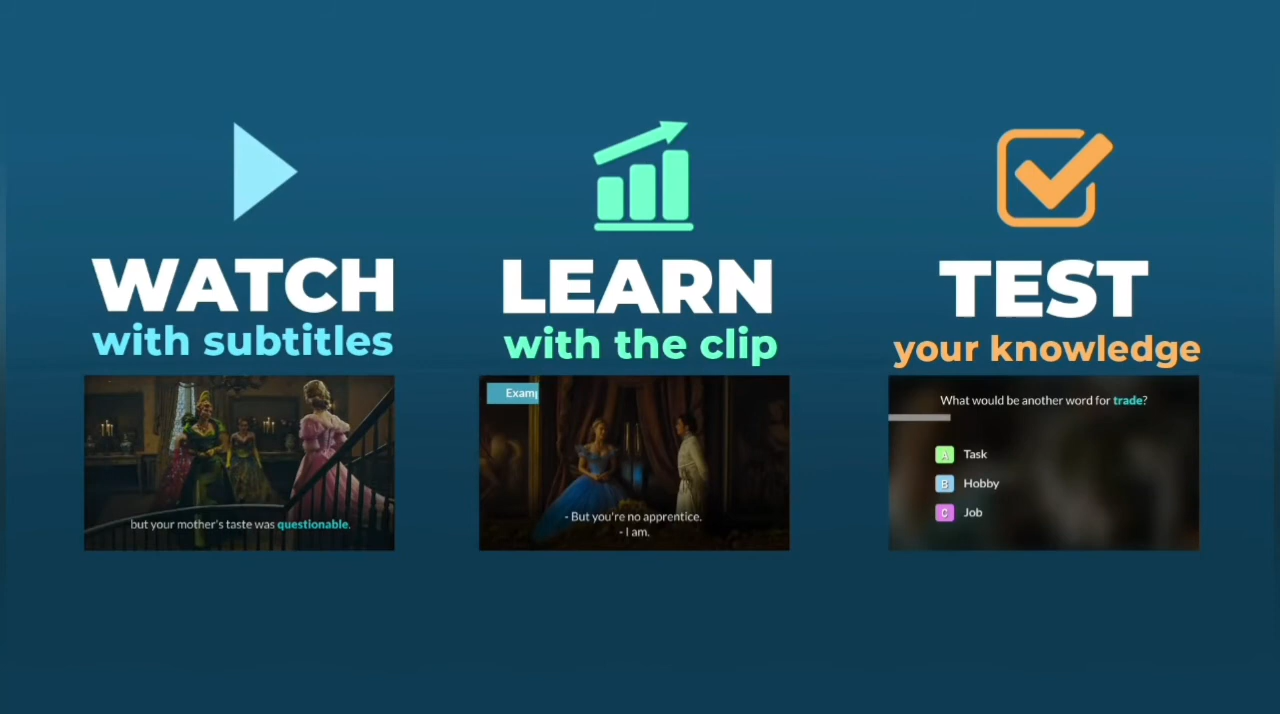 WATCH
with subtitles
but your mother's taste was questionable.
LEARN
with the clip
Examp
- But you're no apprentice.
- I am.
TEST
your knowledge
What would be another word for trade?
A Task
B Hobby
C Job